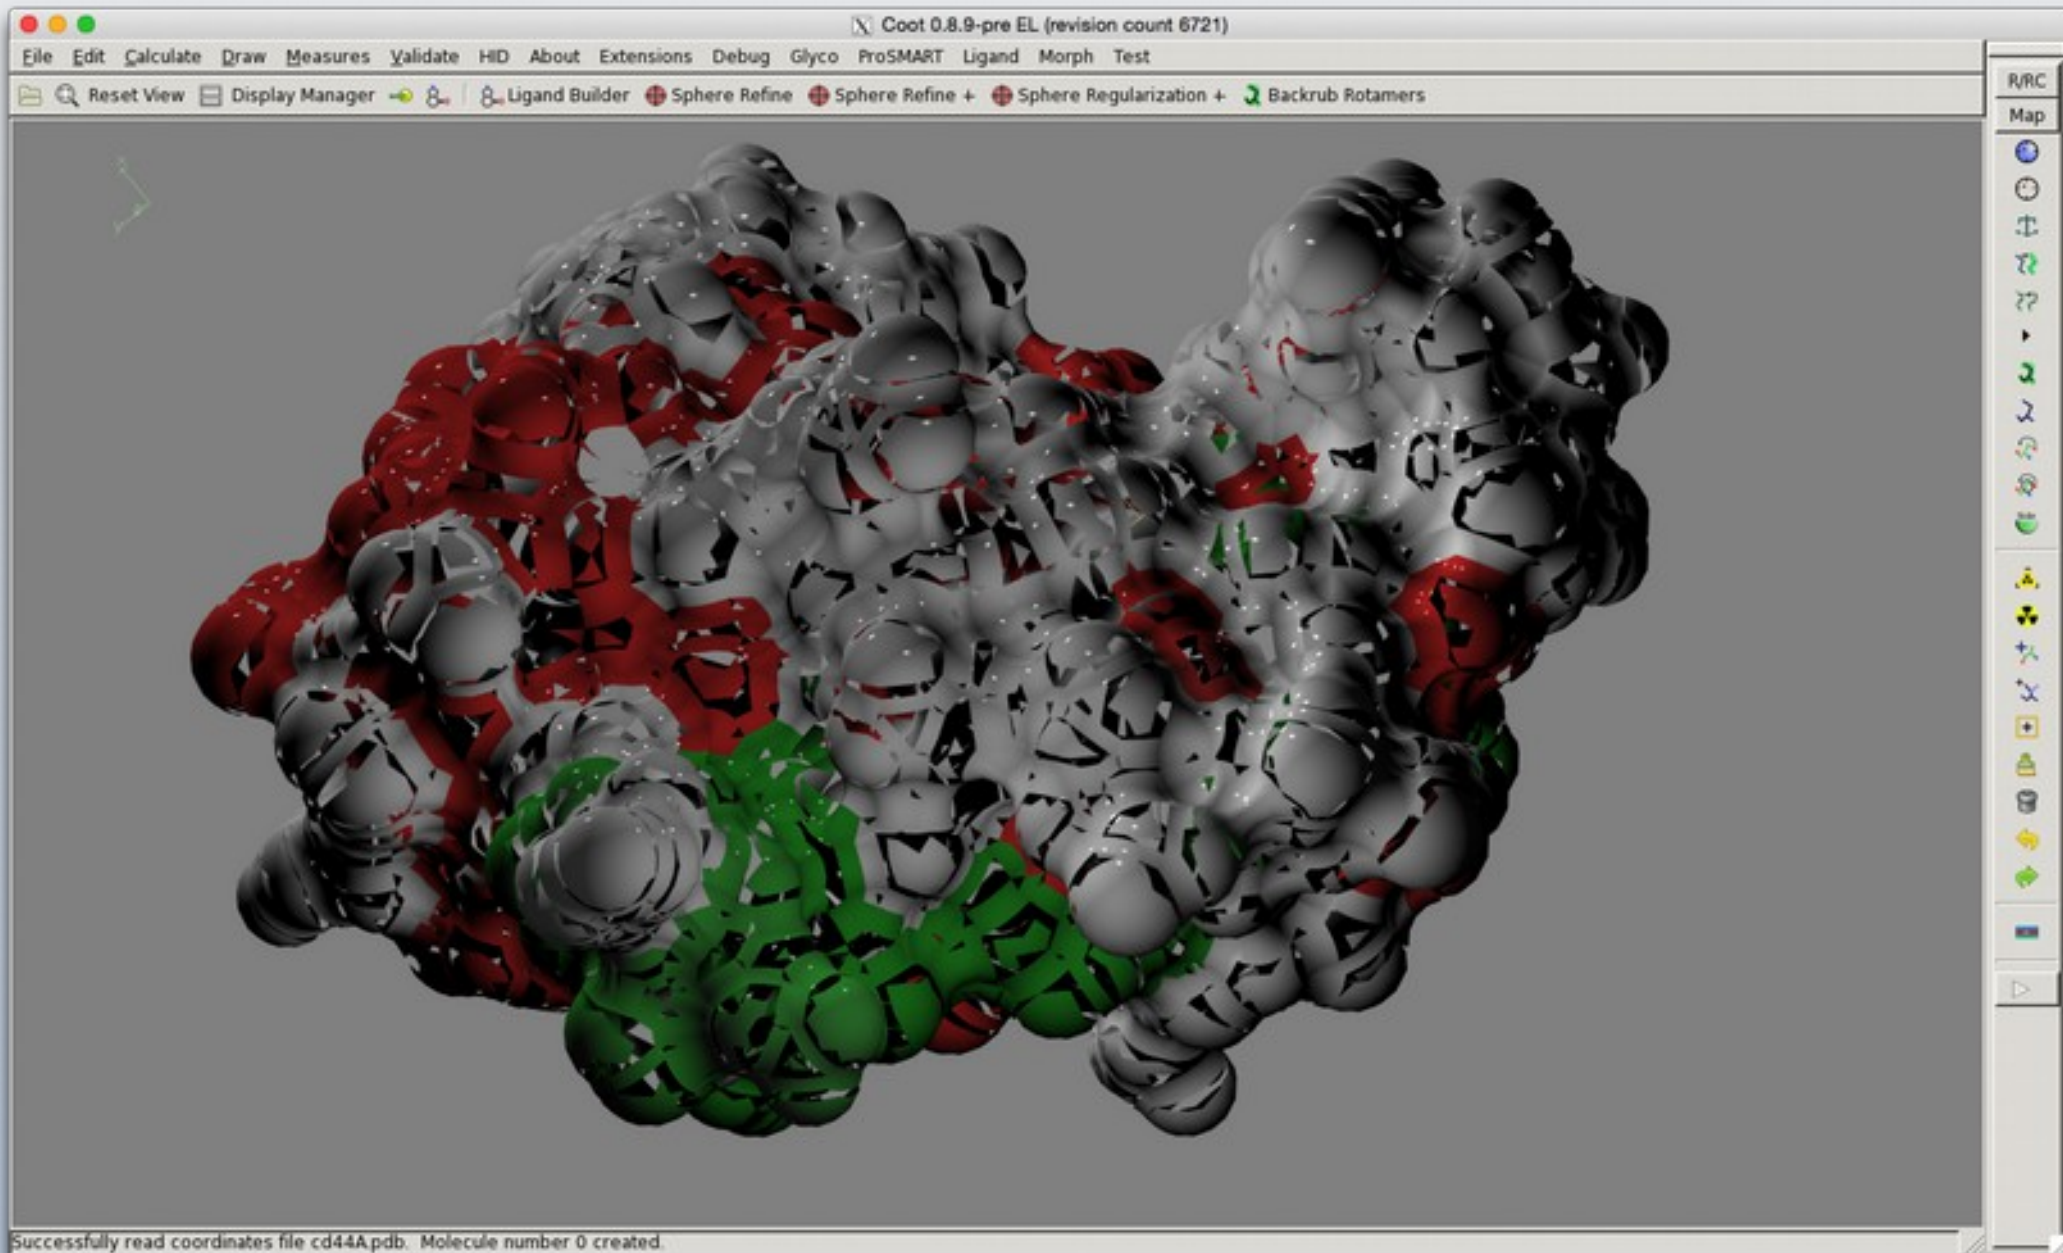 Coot 0.8.9-pre EL (revision count 6721)
File Edit Calculate Draw Measures Validate HID About Extensions Debug Glyco ProSMART Ligand Morph Test
R/RC
Reset View Display Manager Ligand Builder Sphere Refine Sphere Refine + Sphere Regularization + Backrub Rotamers
Map
Successfully read coordinates file cd44A.pdb. Molecule number 0 created.